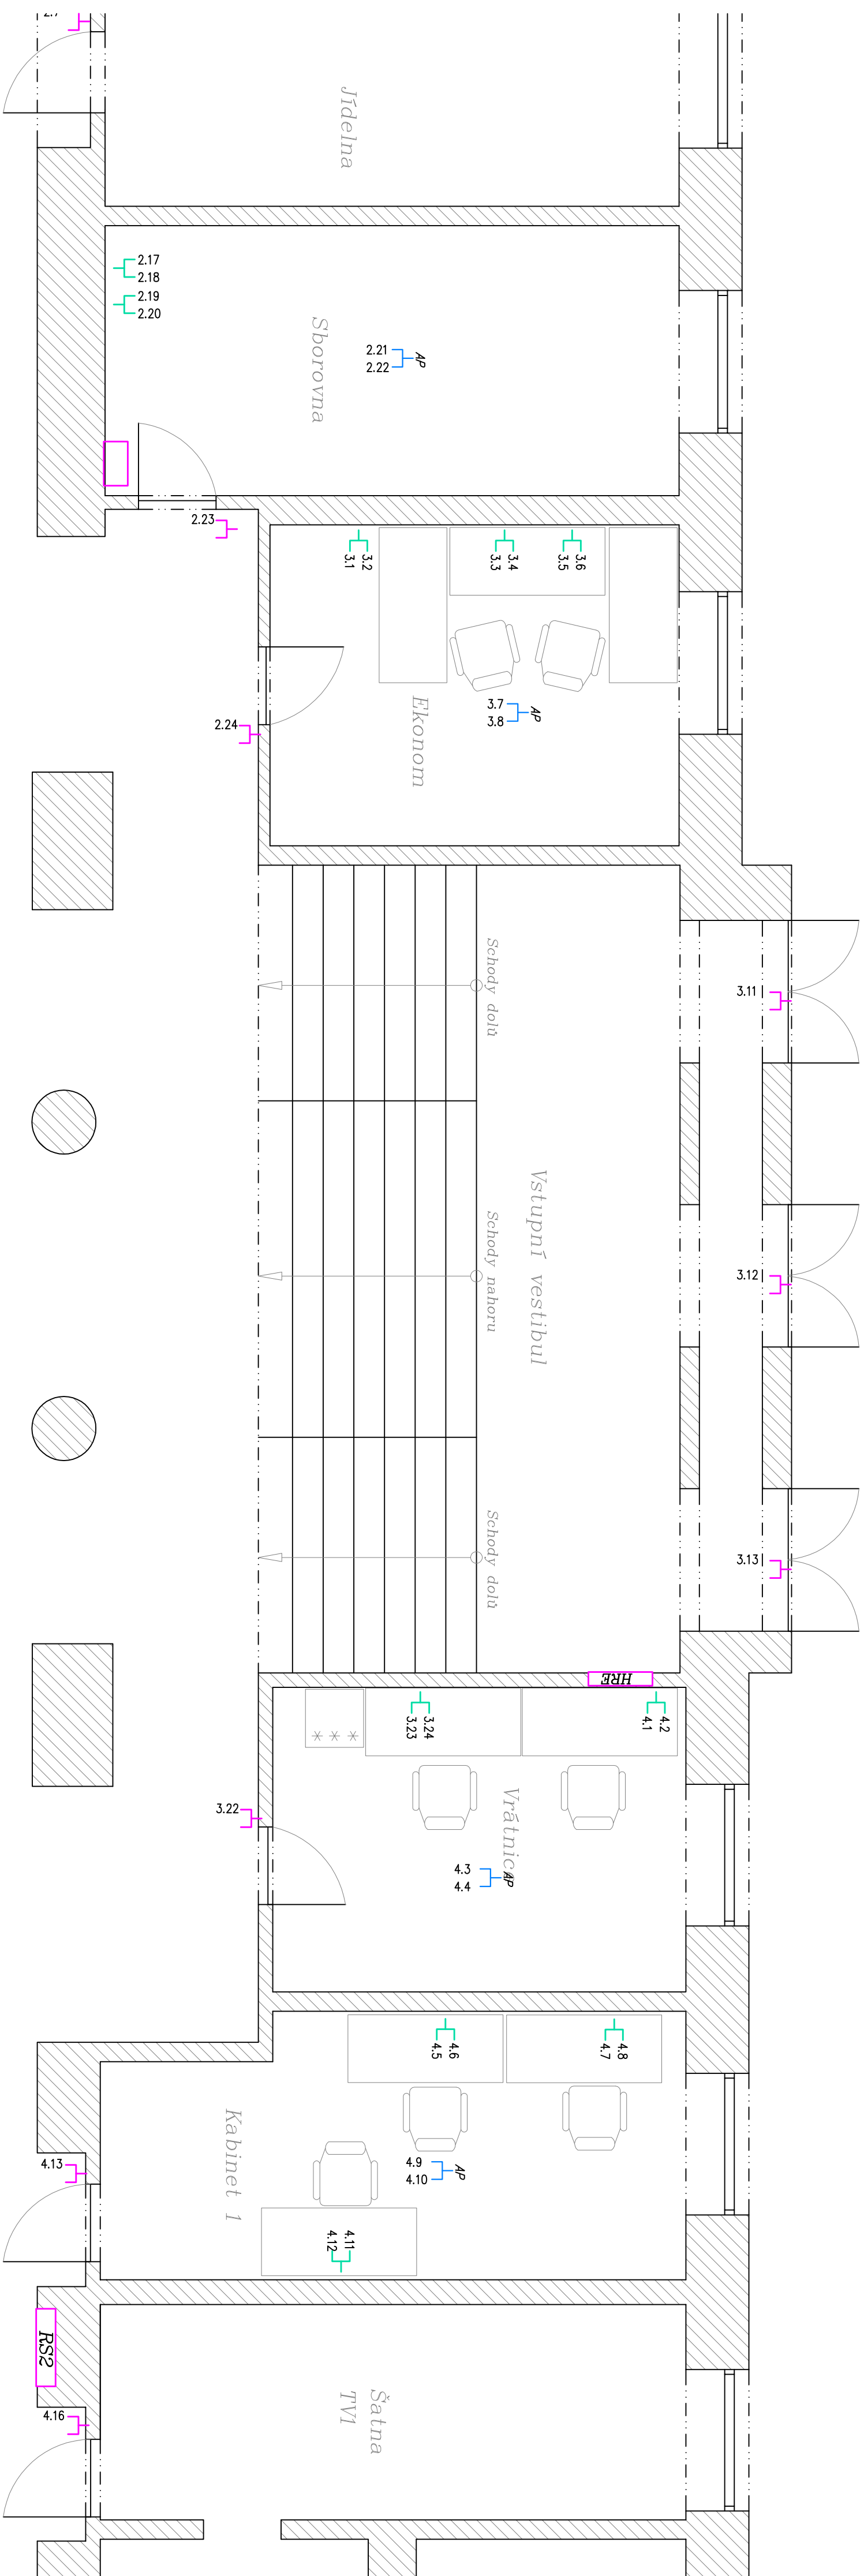 2.7
Jídelna
2.17
2.18
2.19
2.20
Sborovna
2.21
2.22
AP
2.23
3.2
3.1
3.4
3.3
3.6
3.5
Ekonom
3.7
3.8
AP
2.24
Schody dolů
3.11
Vstupní vestibul
Schody nahoru
3.12
Schody dolů
3.13
HRE
3.24
3.23
4.2
4.1
***
Vrátnice
3.22
4.3
4.4
AP
4.6
4.5
4.8
4.7
Kabinet 1
4.9
4.10
AP
4.13
4.11
4.12
RS2
Šatna
TV1
4.16